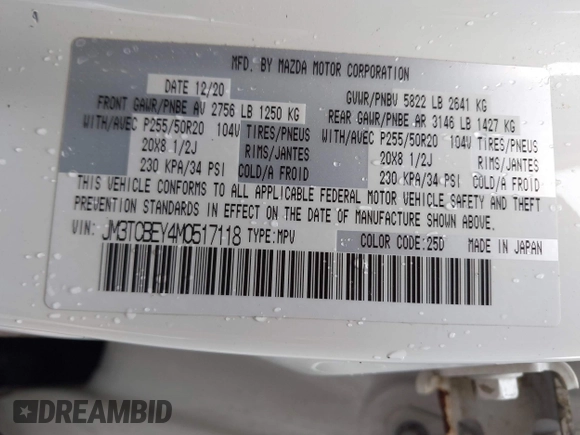 MFD. BY MAZDA MOTOR CORPORATION
DATE 12/20 GVWR/PNBV 5822 LB 2641 KG
FRONT GAWR/PNBE AV 2756 LB 1250 KG REAR GAWR/PNBE AR 3146 LB 1427 KG
WITH/AVEC P255/50R20 104V TIRES/PNEUS WITH/AVEC P255/50R20 104V TIRES/PNEUS
20X8 1/2J RIMS/JANTES 20X8 1/2J RIMS/JANTES
230 KPA/34 PSI COLD/A FROID 230 KPA/34 PSI COLD/A FROID
THIS VEHICLE CONFORMS TO ALL APPLICABLE FEDERAL MOTOR VEHICLE SAFETY AND THEFT
PREVENTION STANDARDS IN EFFECT ON THE DATE OF MANUFACTURE SHOWN ABOVE.
VIN: JM3TCBEY4M0517118 TYPE:MPV COLOR CODE:25D MADE IN JAPAN
DREAMBID